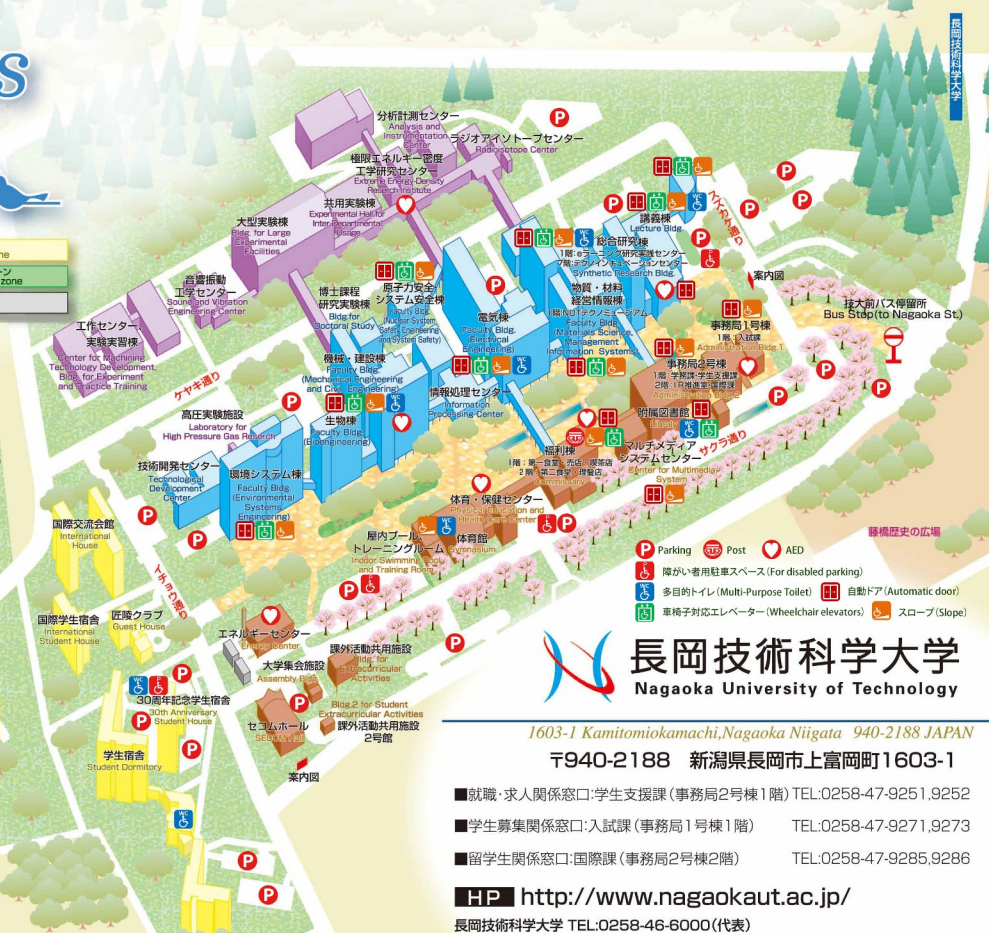 s
長岡技術科学大学
ne
ーン
zone
分析計測センター
Analysis and
Instrumentation
Center
ラジオアイソトープセンター
Radioisotope Center
極限エネルギー密度
工学研究センター
Extreme Energy-Density
Research Institute
共用実験棟
Experimental Hall for
Inter Departmental
Usage
大型実験棟
Bldg. for Large
Experimental
Facilities
音響振動
工学センター
Sound and Vibration
Engineering Center
工作センター、
実験実習棟
Center for Machining
Technology Development,
Bldg. for Experiment
and Practice Training
講義棟
Lecture Bldg.
スズカケ通り
総合研究棟
1階:eラーニング研究実践センター
7階:テクノインキュベーションセンター
Synthetic Research Bldg.
原子力安全
システム安全棟
Faculty Bldg.
(Nuclear System
Safety Engineering
and System Safety)
博士課程
研究実験棟
Bldg for
Doctoral Study
電気棟
Faculty Bldg.
(Electrical
Engineering)
物質・材料
経営情報棟
1階:NUTテクノミュージアム
Faculty Bldg.
(Materials Science,
Management
Information Systems)
案内図
技大前バス停留所
Bus Stop(to Nagaoka St.)
事務局1号棟
1階:入試課
Administration Bldg.1
事務局2号棟
1階:学務課・学生支援課
2階:IR推進室・国際課
機械・建設棟
Faculty Bldg.
(Mechanical Engineering
and Civil Engineering)
情報処理センター
Information
Processing Center
ケヤキ通り
生物棟
Faculty Bldg.
(Bioengineering)
附属図書館
Library
サクラ通り
高圧実験施設
Laboratory for
High Pressure Gas Reserch
福利棟
1階:第一食堂・売店・喫茶店
2階:第二食堂・理髪店
Commissary
マルチメディア
システムセンター
Center for Multimedia
System
技術開発センター
Technological
Development
Center
環境システム棟
Faculty Bldg.
(Environmental
Systems
Engineering)
体育・保健センター
Physical Education and
Health Care Center
屋内プール、
トレーニングルーム
Indoor Swimming Pool
and Training Room
体育館
Gymnasium
国際交流会館
International
House
藤橋歴史の広場
イチョウ通り
国際学生宿舎
International
Student House
匠陵クラブ
Guest House
エネルギーセンター
Energy Center
大学集会施設
Assembly Bldg.
課外活動共用施設
Bldg. for
Extracorricular
Activities
30周年記念学生宿舎
30th Anniversary
Student House
セコムホール
SECOM Hall
Bldg.2 for Student
Extracurricular Activities
課外活動共用施設
2号館
学生宿舎
Student Dormitory
案内図
P Parking Post AED
障がい者用駐車スペース(For disabled parking)
多目的トイレ(Multi-Purpose Toilet) 自動ドア(Automatic door)
車椅子対応エレベーター(Wheelchair elevators) スロープ(Slope)
長岡技術科学大学
Nagaoka University of Technology
1603-1 Kamitomiokamachi,Nagaoka Niigata 940-2188 JAPAN
〒940-2188 新潟県長岡市上富岡町1603-1
■就職・求人関係窓口:学生支援課(事務局2号棟1階) TEL:0258-47-9251,9252
■学生募集関係窓口:入試課(事務局1号棟1階) TEL:0258-47-9271,9273
■留学生関係窓口:国際課(事務局2号棟2階) TEL:0258-47-9285,9286
HP http://www.nagaokaut.ac.jp/
長岡技術科学大学 TEL:0258-46-6000(代表)